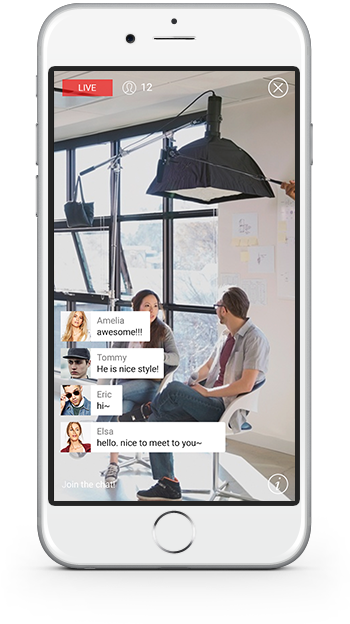 LIVE 12
Amelia
awesome!!!
Tommy
He is nice style!
Eric
hi~
Elsa
hello. nice to meet to you~
Join the chat!
i